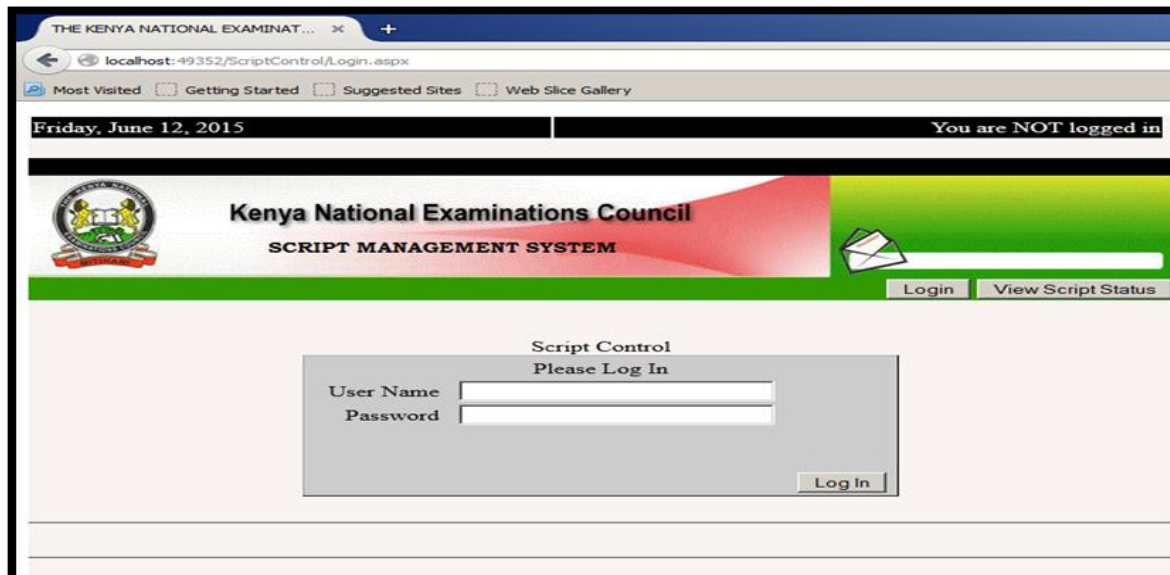 THE KENYA NATIONAL EXAMINAT...
localhost:49352/ScriptControl/Login.aspx
Most Visited Getting Started Suggested Sites Web Slice Gallery
Friday, June 12, 2015 You are NOT logged in
Kenya National Examinations Council
SCRIPT MANAGEMENT SYSTEM
Login View Script Status
Script Control
Please Log In
User Name
Password
Log In